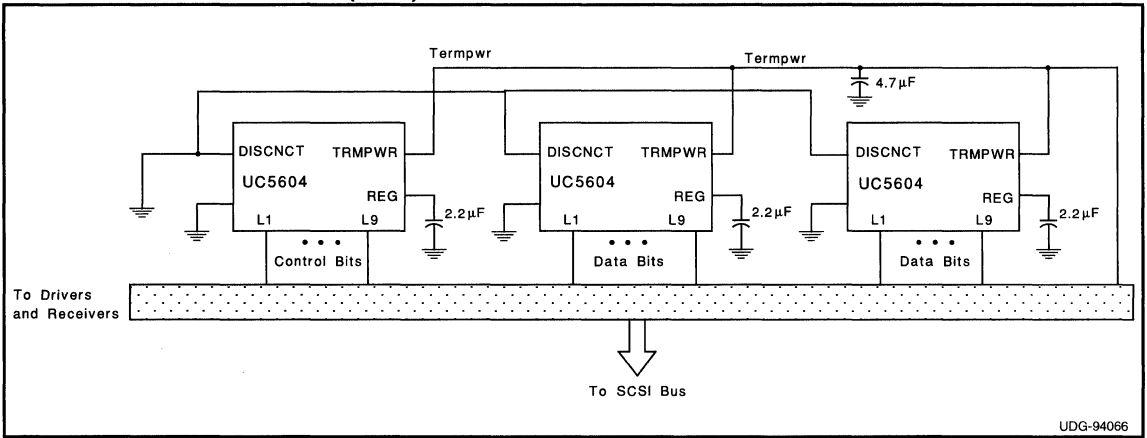 Termpwr
Termpwr
4.7µF
DISCNCT TRMPWR
UC5604
REG
L1 L9
2.2µF
Control Bits
DISCNCT TRMPWR
UC5604
REG
L1 L9
2.2µF
Data Bits
DISCNCT TRMPWR
UC5604
REG
L1 L9
2.2µF
Data Bits
To Drivers
and Receivers
To SCSI Bus
UDG-94066